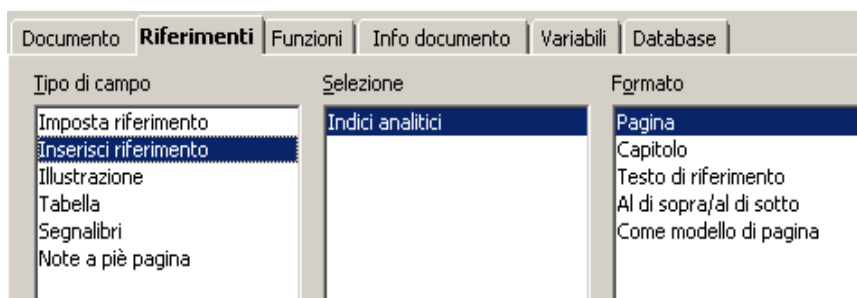 Documento Riferimenti Funzioni Info documento Variabili Database
Tipo di campo
Imposta riferimento
Inserisci riferimento
Illustrazione
Tabella
Segnalibri
Note a piè pagina
Selezione
Indici analitici
Formato
Pagina
Capitolo
Testo di riferimento
Al di sopra/al di sotto
Come modello di pagina